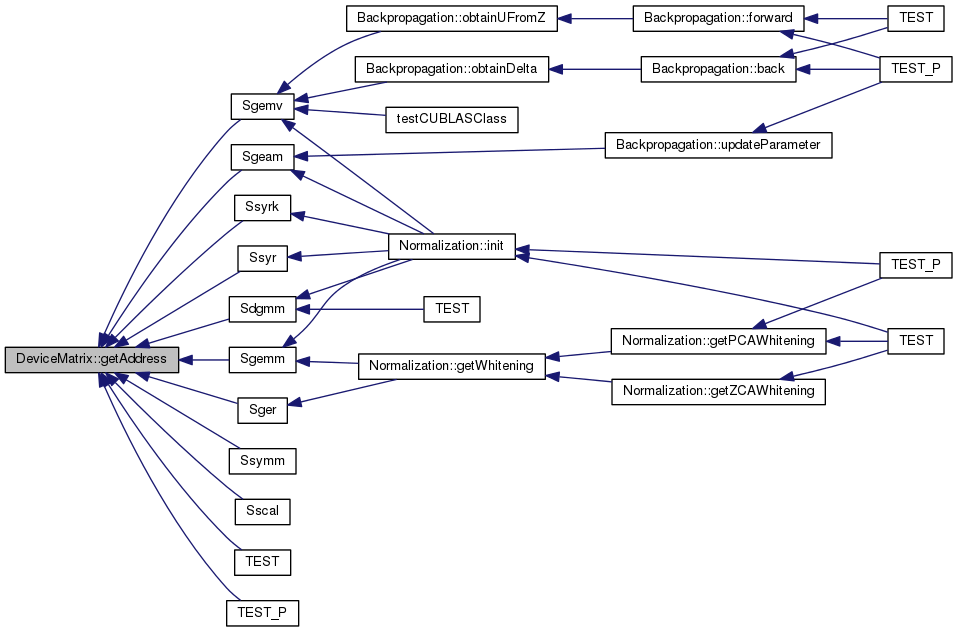 Backpropagation::obtainUFromZ
Backpropagation::forward
TEST
Backpropagation::obtainDelta
Backpropagation::back
TEST_P
Sgemv
testCUBLASClass
Backpropagation::updateParameter
Sgeam
Ssyrk
Normalization::init
Ssyr
TEST_P
Sdgmm
TEST
Normalization::getPCAWhitening
TEST
DeviceMatrix::getAddress
Sgemm
Normalization::getWhitening
Normalization::getZCAWhitening
Sger
Ssymm
Sscal
TEST
TEST_P